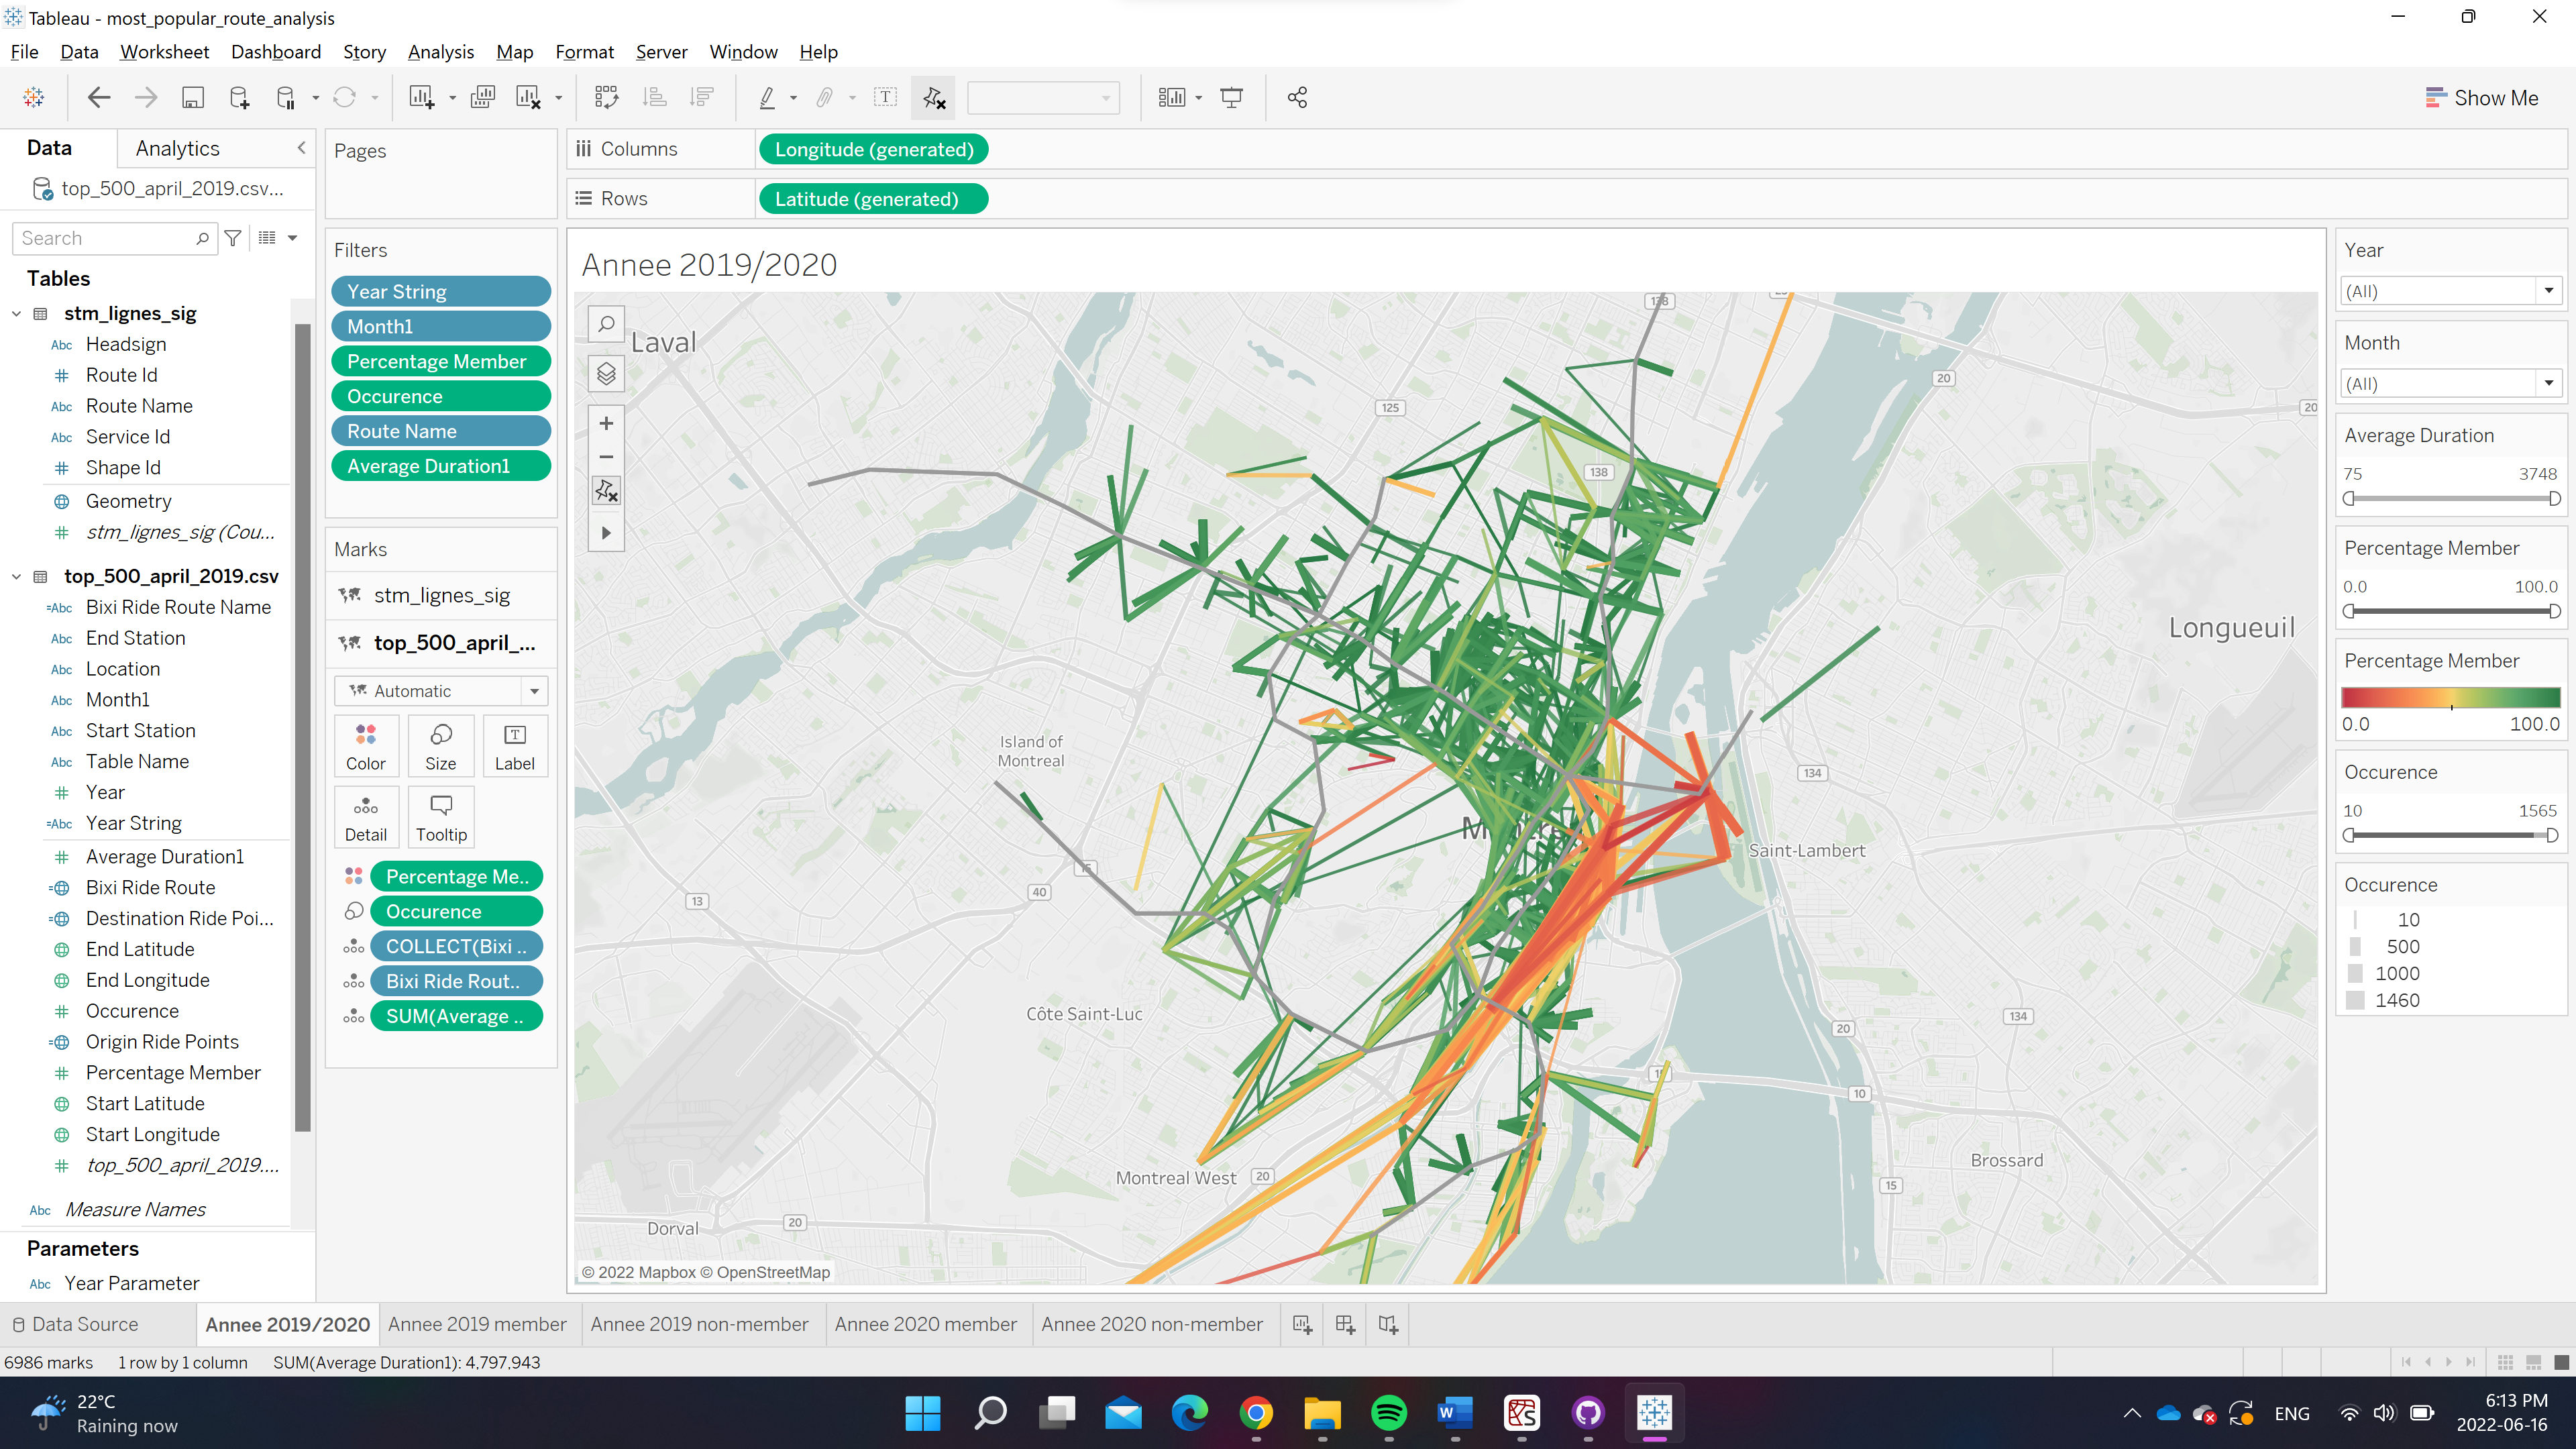 Tableau - most_popular_route_analysis
File Data Worksheet Dashboard Story Analysis Map Format Server Window Help
Show Me
Data Analytics
top_500_april_2019.csv...
Search
Tables
stm_lignes_sig
Abc Headsign
Route Id
Abc Route Name
Abc Service Id
Shape Id
Geometry
stm_lignes_sig (Cou...
top_500_april_2019.csv
=Abc Bixi Ride Route Name
Abc End Station
Abc Location
Abc Month1
Abc Start Station
Abc Table Name
Year
=Abc Year String
Average Duration1
Bixi Ride Route
Destination Ride Poi...
End Latitude
End Longitude
Occurence
Origin Ride Points
Percentage Member
Start Latitude
Start Longitude
top_500_april_2019....
Abc Measure Names
Parameters
Abc Year Parameter
Pages
Filters
Year String
Month1
Percentage Member
Occurence
Route Name
Average Duration1
Marks
stm_lignes_sig
top_500_april_...
Automatic
Color Size Label
Detail Tooltip
Percentage Me..
Occurence
COLLECT(Bixi ..
Bixi Ride Rout..
SUM(Average ..
Columns Longitude (generated)
Rows Latitude (generated)
Annee 2019/2020
138
Laval
20
125
20
138
Longueuil
Island of
Montreal
134
Saint-Lambert
40
13
Côte Saint-Luc
134
20
10
Brossard
Montreal West 20
15
Dorval 20
© 2022 Mapbox © OpenStreetMap
Year
(All)
Month
(All)
Average Duration
75 3748
Percentage Member
0.0 100.0
Percentage Member
0.0 100.0
Occurence
10 1565
Occurence
10
500
1000
1460
Data Source Annee 2019/2020 Annee 2019 member Annee 2019 non-member Annee 2020 member Annee 2020 non-member
6986 marks 1 row by 1 column SUM(Average Duration1): 4,797,943
22°C
Raining now
ENG
6:13 PM
2022-06-16